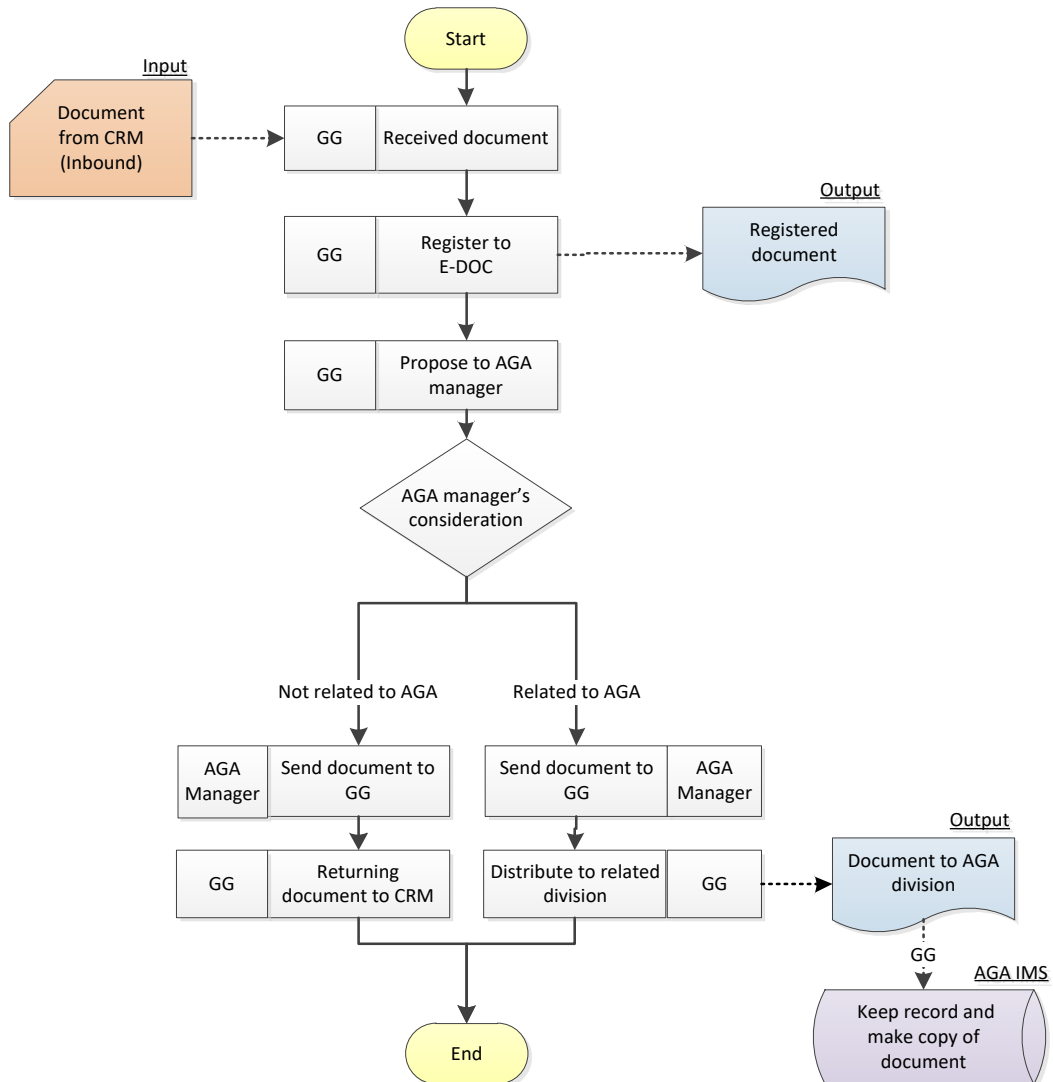 Start
Input
Document
from CRM
(Inbound)
GG
Received document
Output
GG
Register to
E-DOC
Registered
document
GG
Propose to AGA
manager
AGA manager’s
consideration
Not related to AGA
Related to AGA
AGA
Manager
Send document to
GG
Send document to
GG
AGA
Manager
Output
GG
Returning
document to CRM
Distribute to related
division
GG
Document to AGA
division
GG
AGA IMS
Keep record and
make copy of
document
End